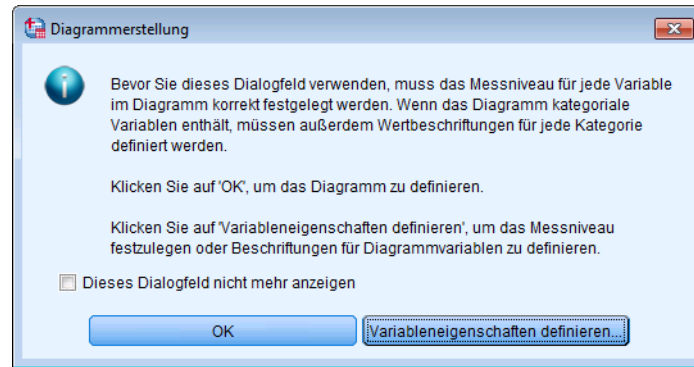 Diagrammerstellung
Bevor Sie dieses Dialogfeld verwenden, muss das Messniveau für jede Variable
im Diagramm korrekt festgelegt werden. Wenn das Diagramm kategoriale
Variablen enthält, müssen außerdem Wertbeschriftungen für jede Kategorie
definiert werden.
Klicken Sie auf 'OK', um das Diagramm zu definieren.
Klicken Sie auf 'Variableneigenschaften definieren', um das Messniveau
festzulegen oder Beschriftungen für Diagrammvariablen zu definieren.
Dieses Dialogfeld nicht mehr anzeigen
OK
Variableneigenschaften definieren...